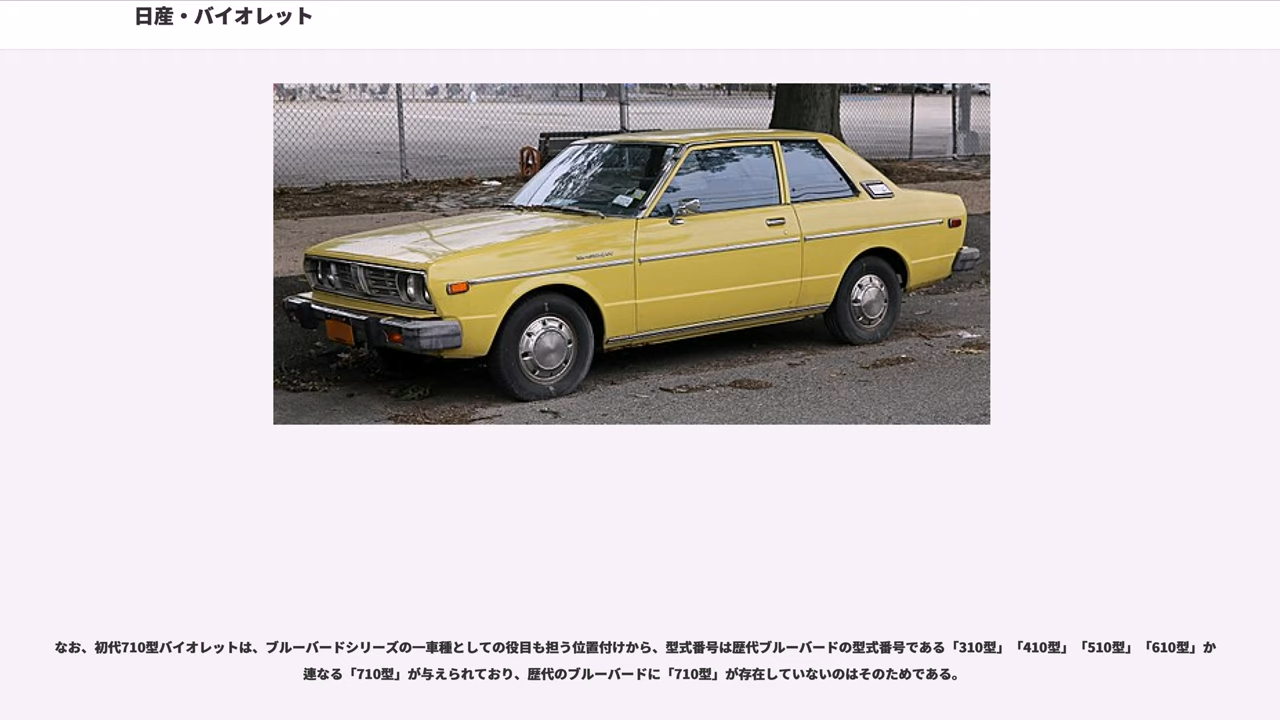 日産・バイオレット
なお、初代710型バイオレットは、ブルーバードシリーズの一車種としての役目も担う位置付けから、型式番号は歴代ブルーバードの型式番号である「310型」「410型」「510型」「610型」か
連なる「710型」が与えられており、歴代のブルーバードに「710型」が存在していないのはそのためである。